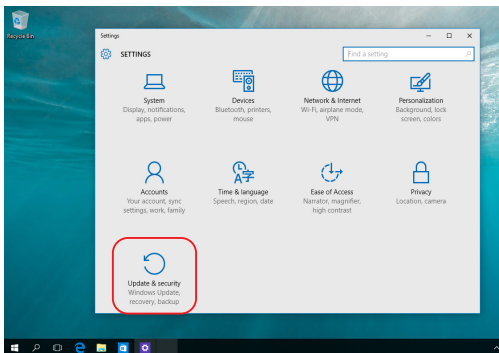 Recycle Bin
Settings
SETTINGS
Find a setting
System
Display, notifications,
apps, power
Devices
Bluetooth, printers,
mouse
Network & Internet
Wi-Fi, airplane mode,
VPN
Personalization
Background, lock
screen, colors
Accounts
Your account, sync
settings, work, family
Time & language
Speech, region, date
Ease of Access
Narrator, magnifier,
high contrast
Privacy
Location, camera
Update & security
Windows Update,
recovery, backup